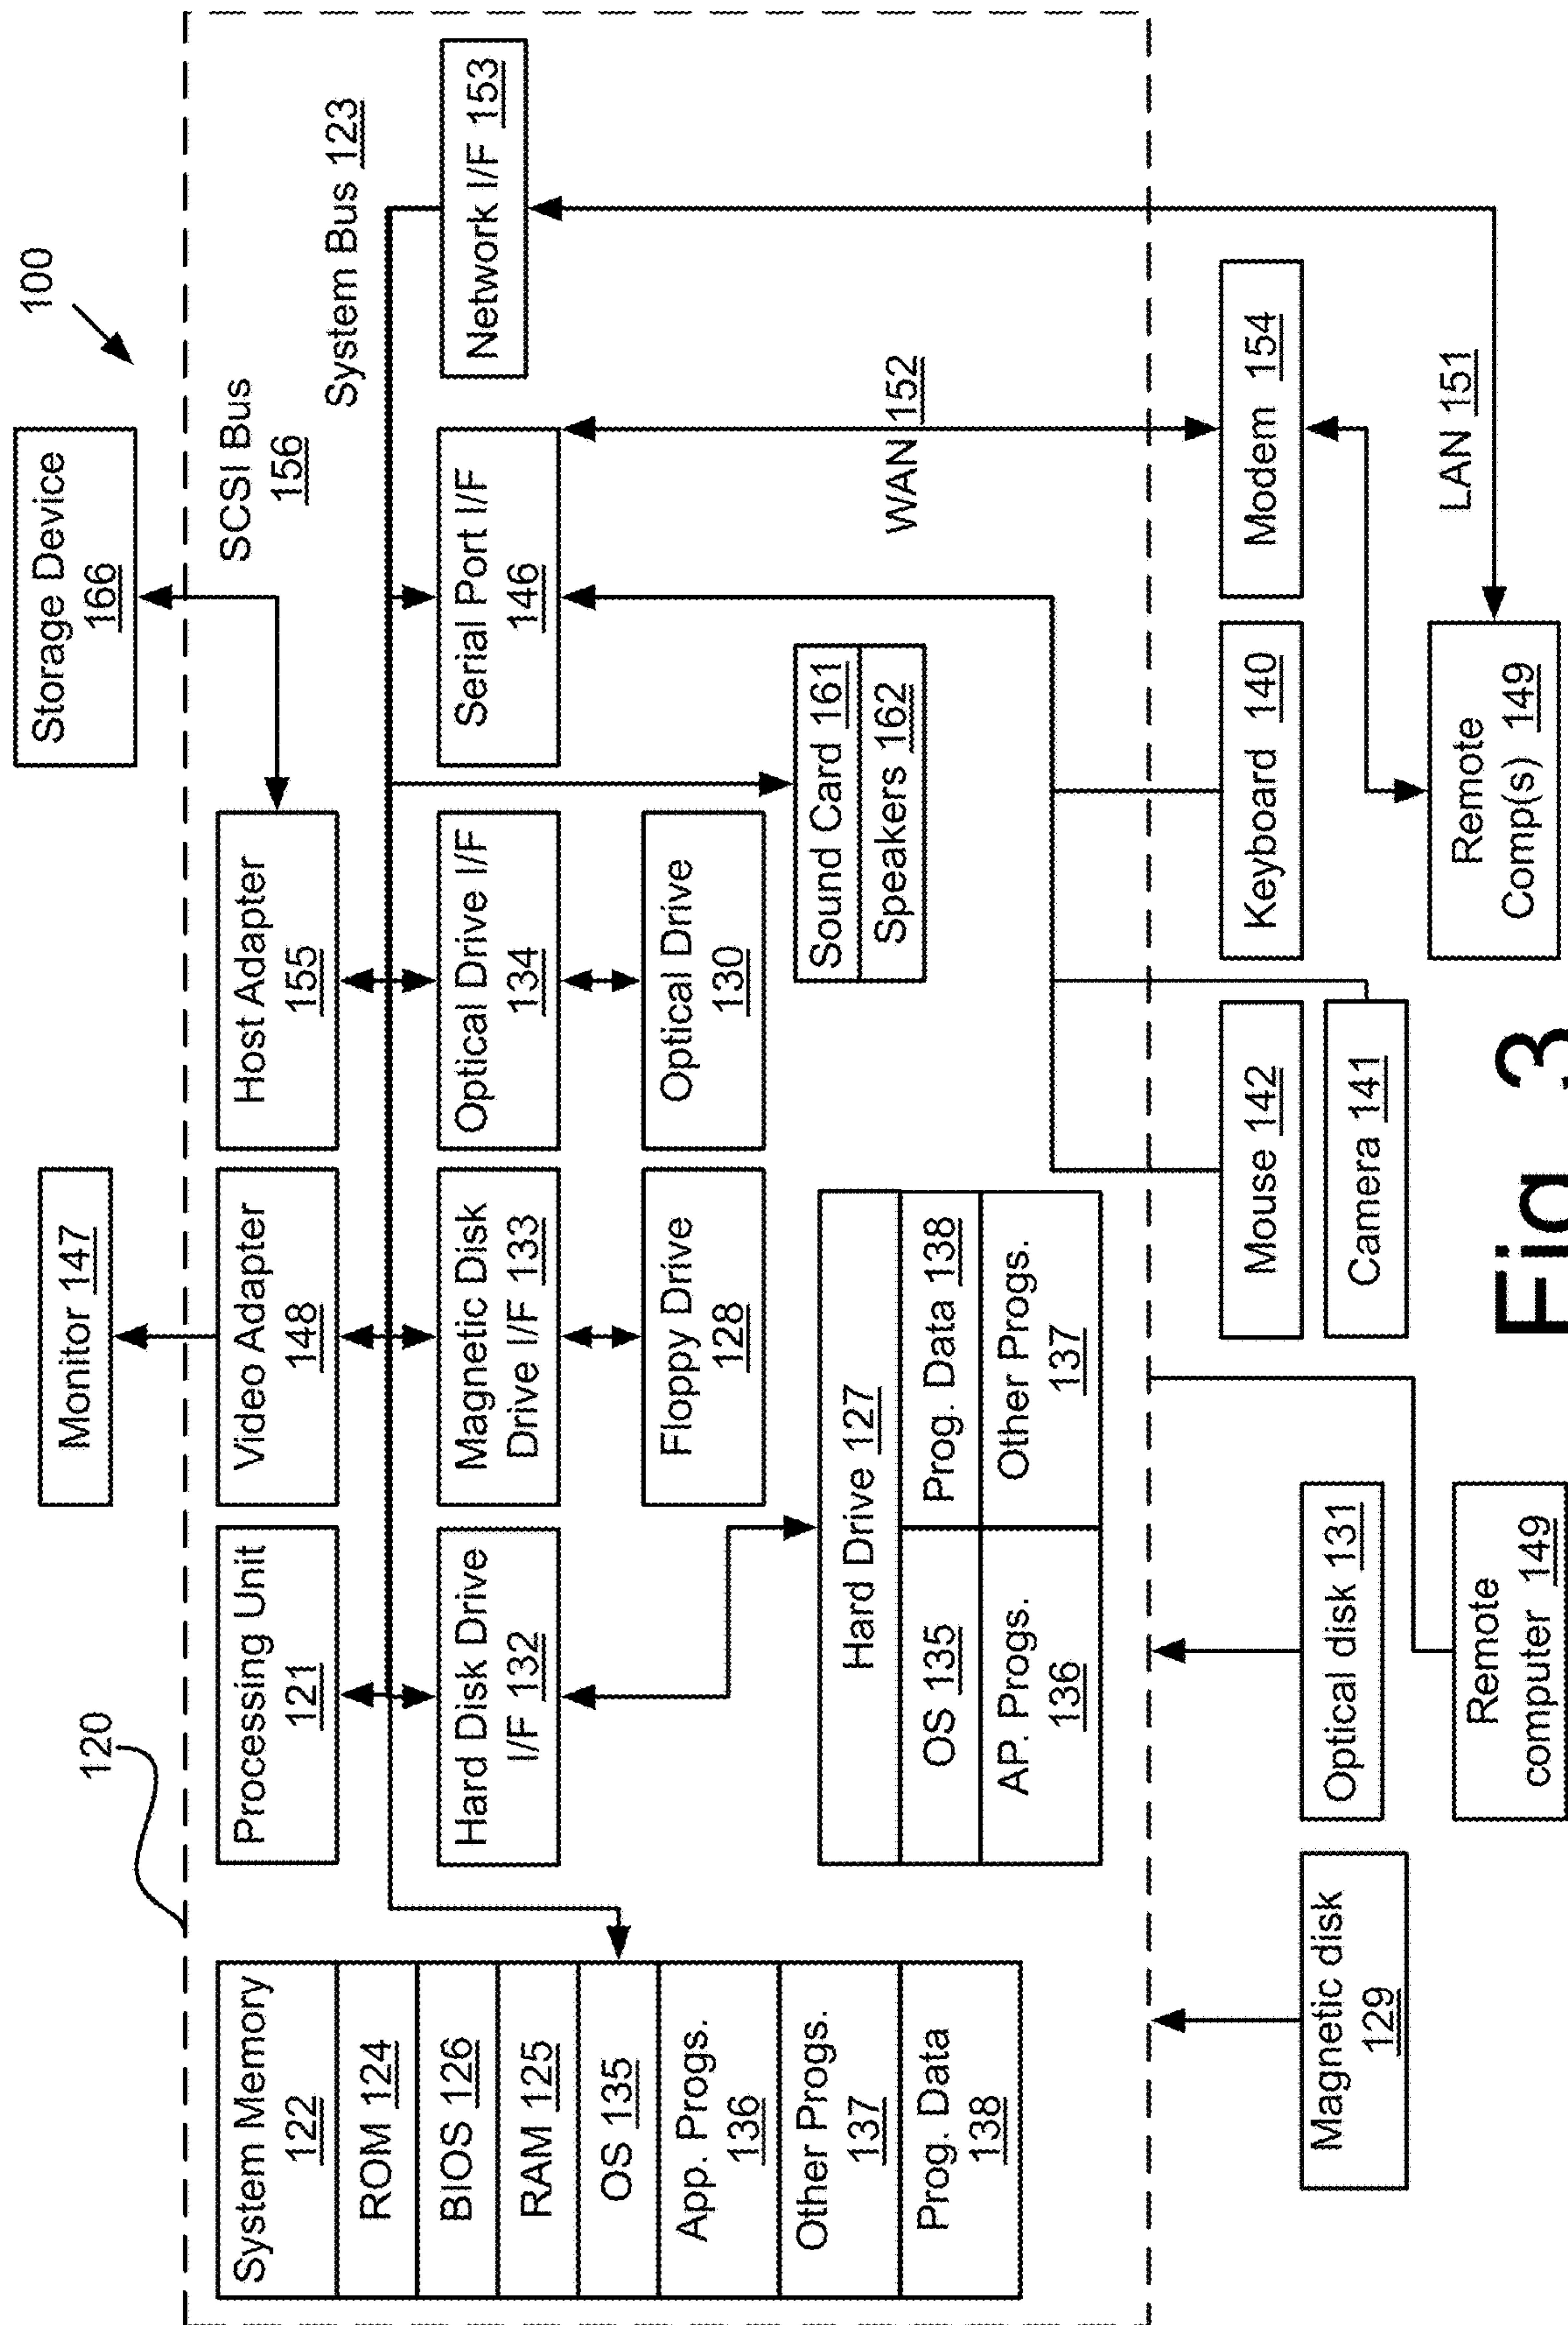 100
120
Monitor 147
Storage Device
166
SCSI Bus
156
System Memory
122
ROM 124
BIOS 126
RAM 125
OS 135
App. Progs.
136
Other Progs.
137
Prog. Data
138
Processing Unit
121
Video Adapter
148
Host Adapter
155
System Bus 123
Hard Disk Drive
I/F 132
Magnetic Disk
Drive I/F 133
Optical Drive I/F
134
Serial Port I/F
146
Network I/F 153
Floppy Drive
128
Optical Drive
130
Sound Card 161
Speakers 162
Hard Drive 127
OS 135
Prog. Data 138
AP. Progs.
136
Other Progs.
137
WAN 152
Magnetic disk
129
Optical disk 131
Mouse 142
Keyboard 140
Modem 154
Camera 141
Remote
computer 149
Remote
Comp(s) 149
LAN 151
Fig. 3